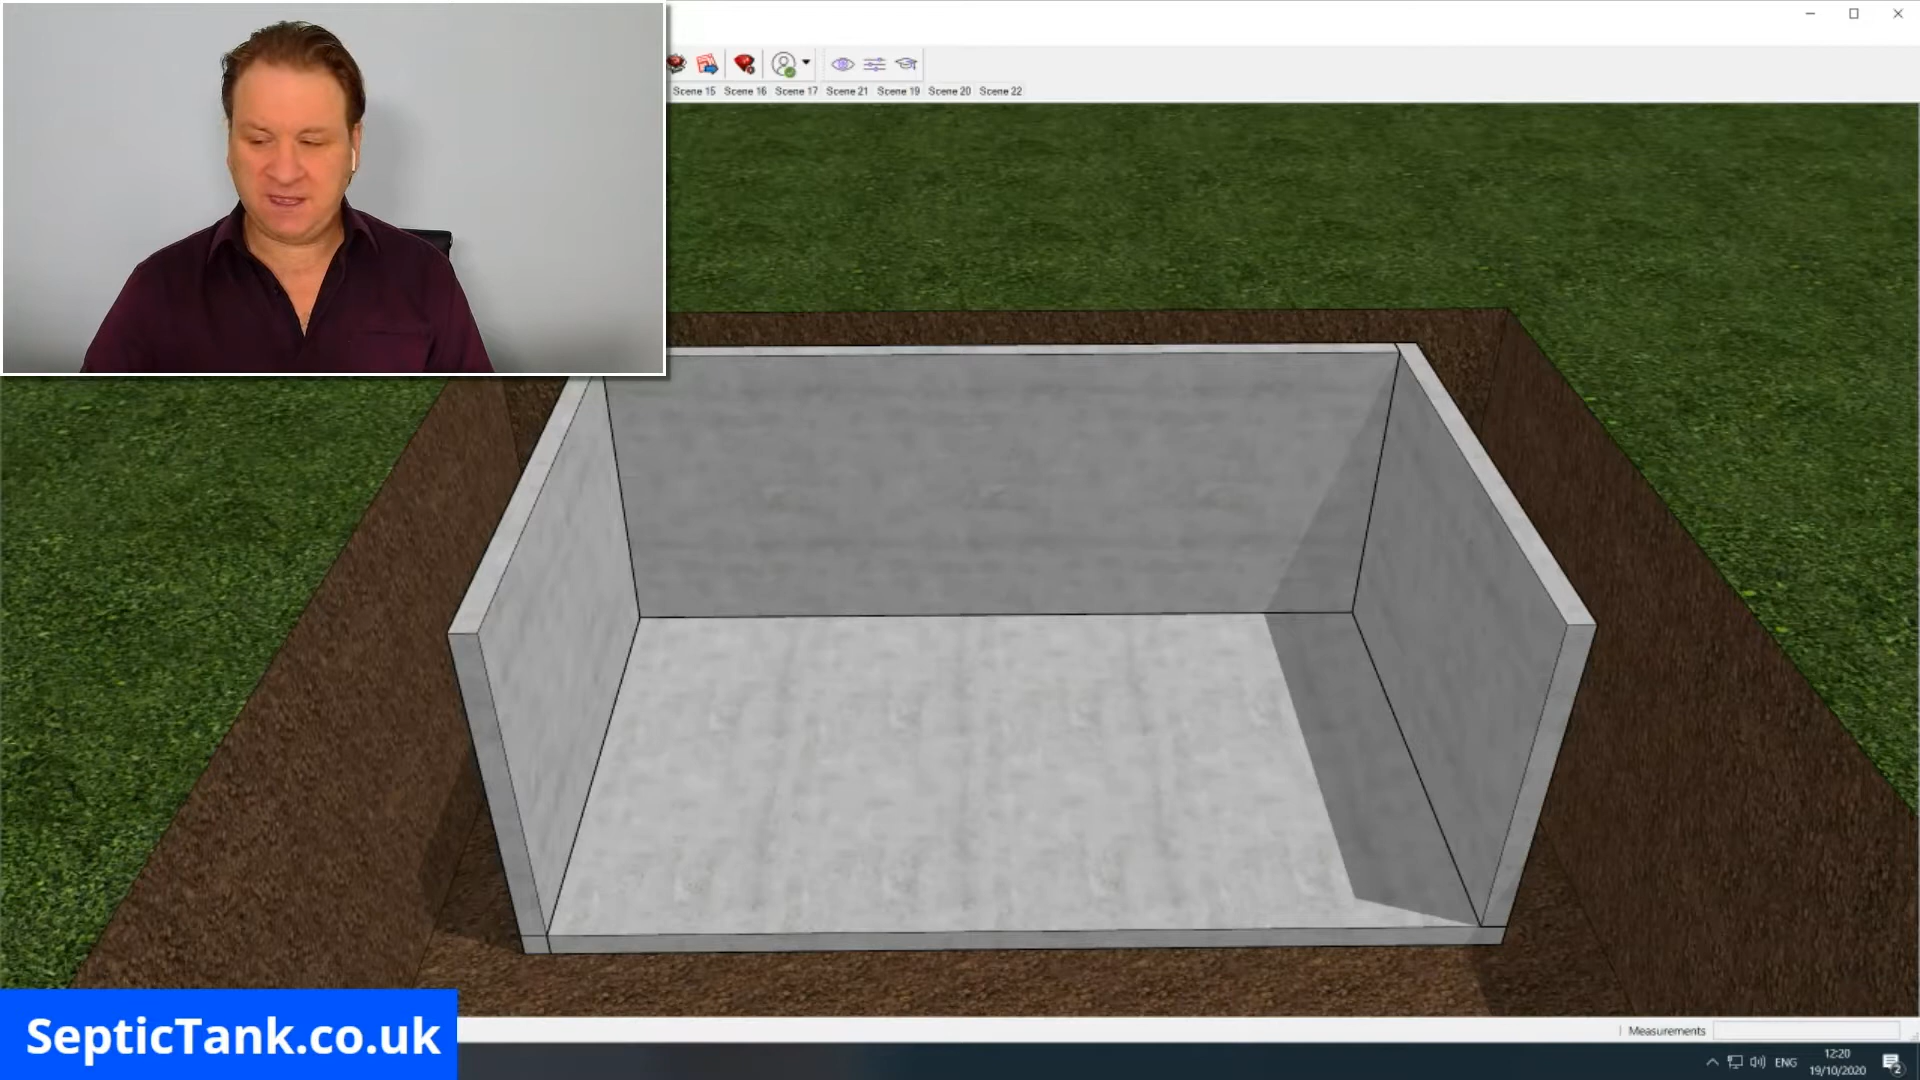 Scene 15 Scene 16 Scene 17 Scene 21 Scene 19 Scene 20 Scene 22
SepticTank.co.uk
Measurements
ENG
12:20
19/10/2020
2